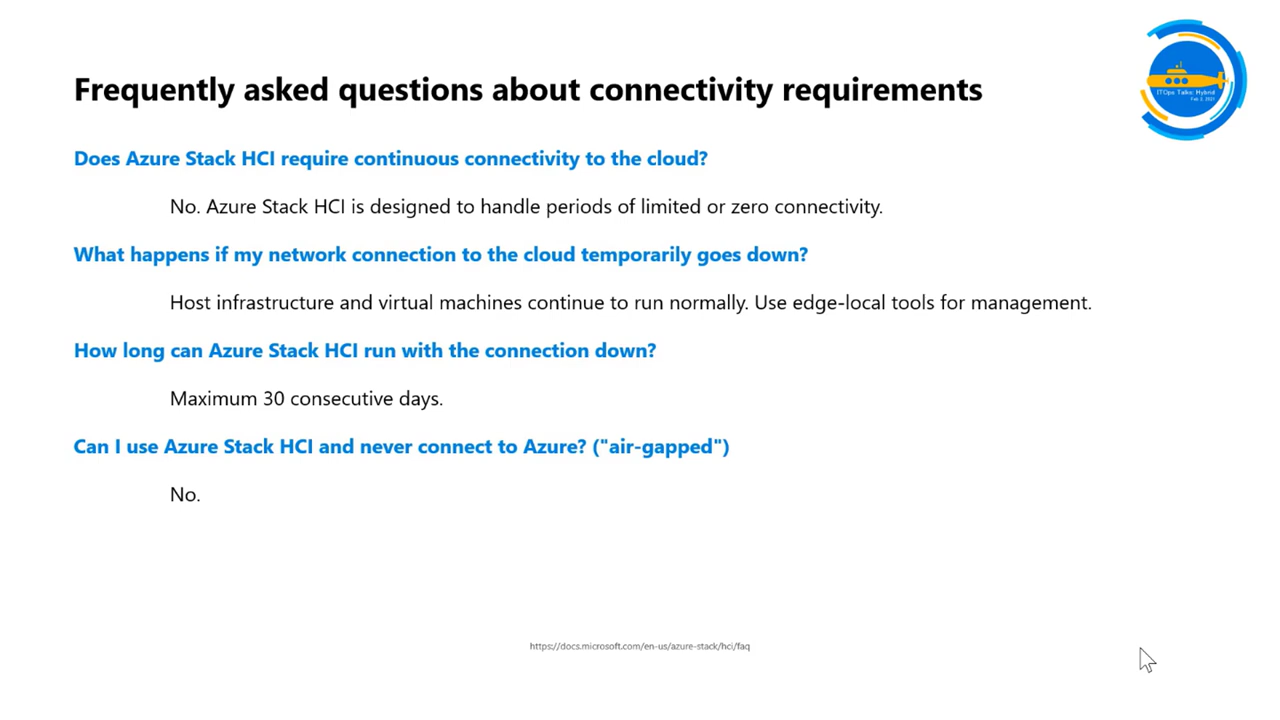 Frequently asked questions about connectivity requirements
ITOps Talks: Hybrid
Feb 2, 2021
Does Azure Stack HCI require continuous connectivity to the cloud?
No. Azure Stack HCI is designed to handle periods of limited or zero connectivity.
What happens if my network connection to the cloud temporarily goes down?
Host infrastructure and virtual machines continue to run normally. Use edge-local tools for management.
How long can Azure Stack HCI run with the connection down?
Maximum 30 consecutive days.
Can I use Azure Stack HCI and never connect to Azure? ("air-gapped")
No.
https://docs.microsoft.com/en-us/azure-stack/hci/faq